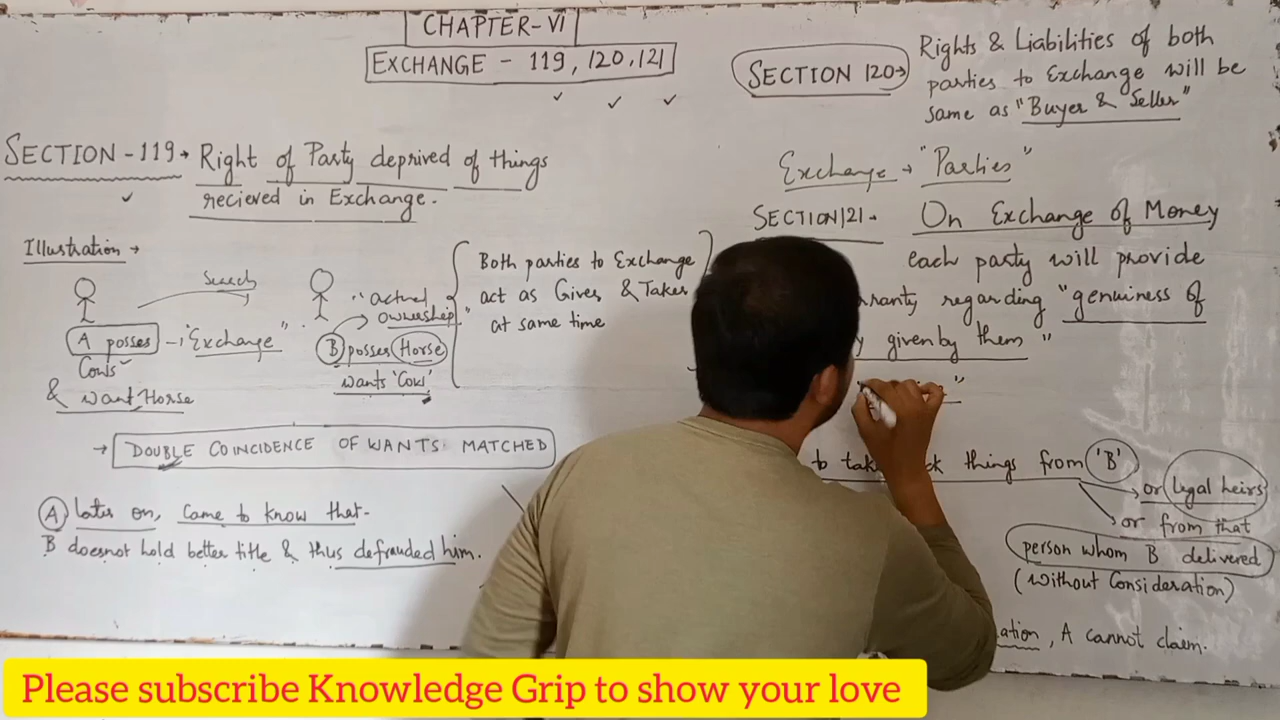 CHAPTER-VI
EXCHANGE - 119, 120, 121
SECTION - 119 → Right of Party deprived of things
recieved in Exchange.
Illustration →
Search
A posses
Cow
& want Horse
"Exchange"
"actual
owneship"
B posses Horse
wants 'Cow'
Both parties to Exchange
act as Giver & Taker
at same time
→ DOUBLE COINCIDENCE OF WANTS MATCHED
A later on, Came to know that-
B doesnot hold better title & thus defrauded him.
SECTION 120→ Rights & Liabilities of both
parties to Exchange will be
same as "Buyer & Seller"
Exchange → "Parties"
SECTION 121- On Exchange of Money
each party will provide
regarding "genuiness of
given by them"
to things from 'B'
or legal heirs
or from that
person whom B delivered
(without Consideration)
, A cannot claim.
Please subscribe Knowledge Grip to show your love